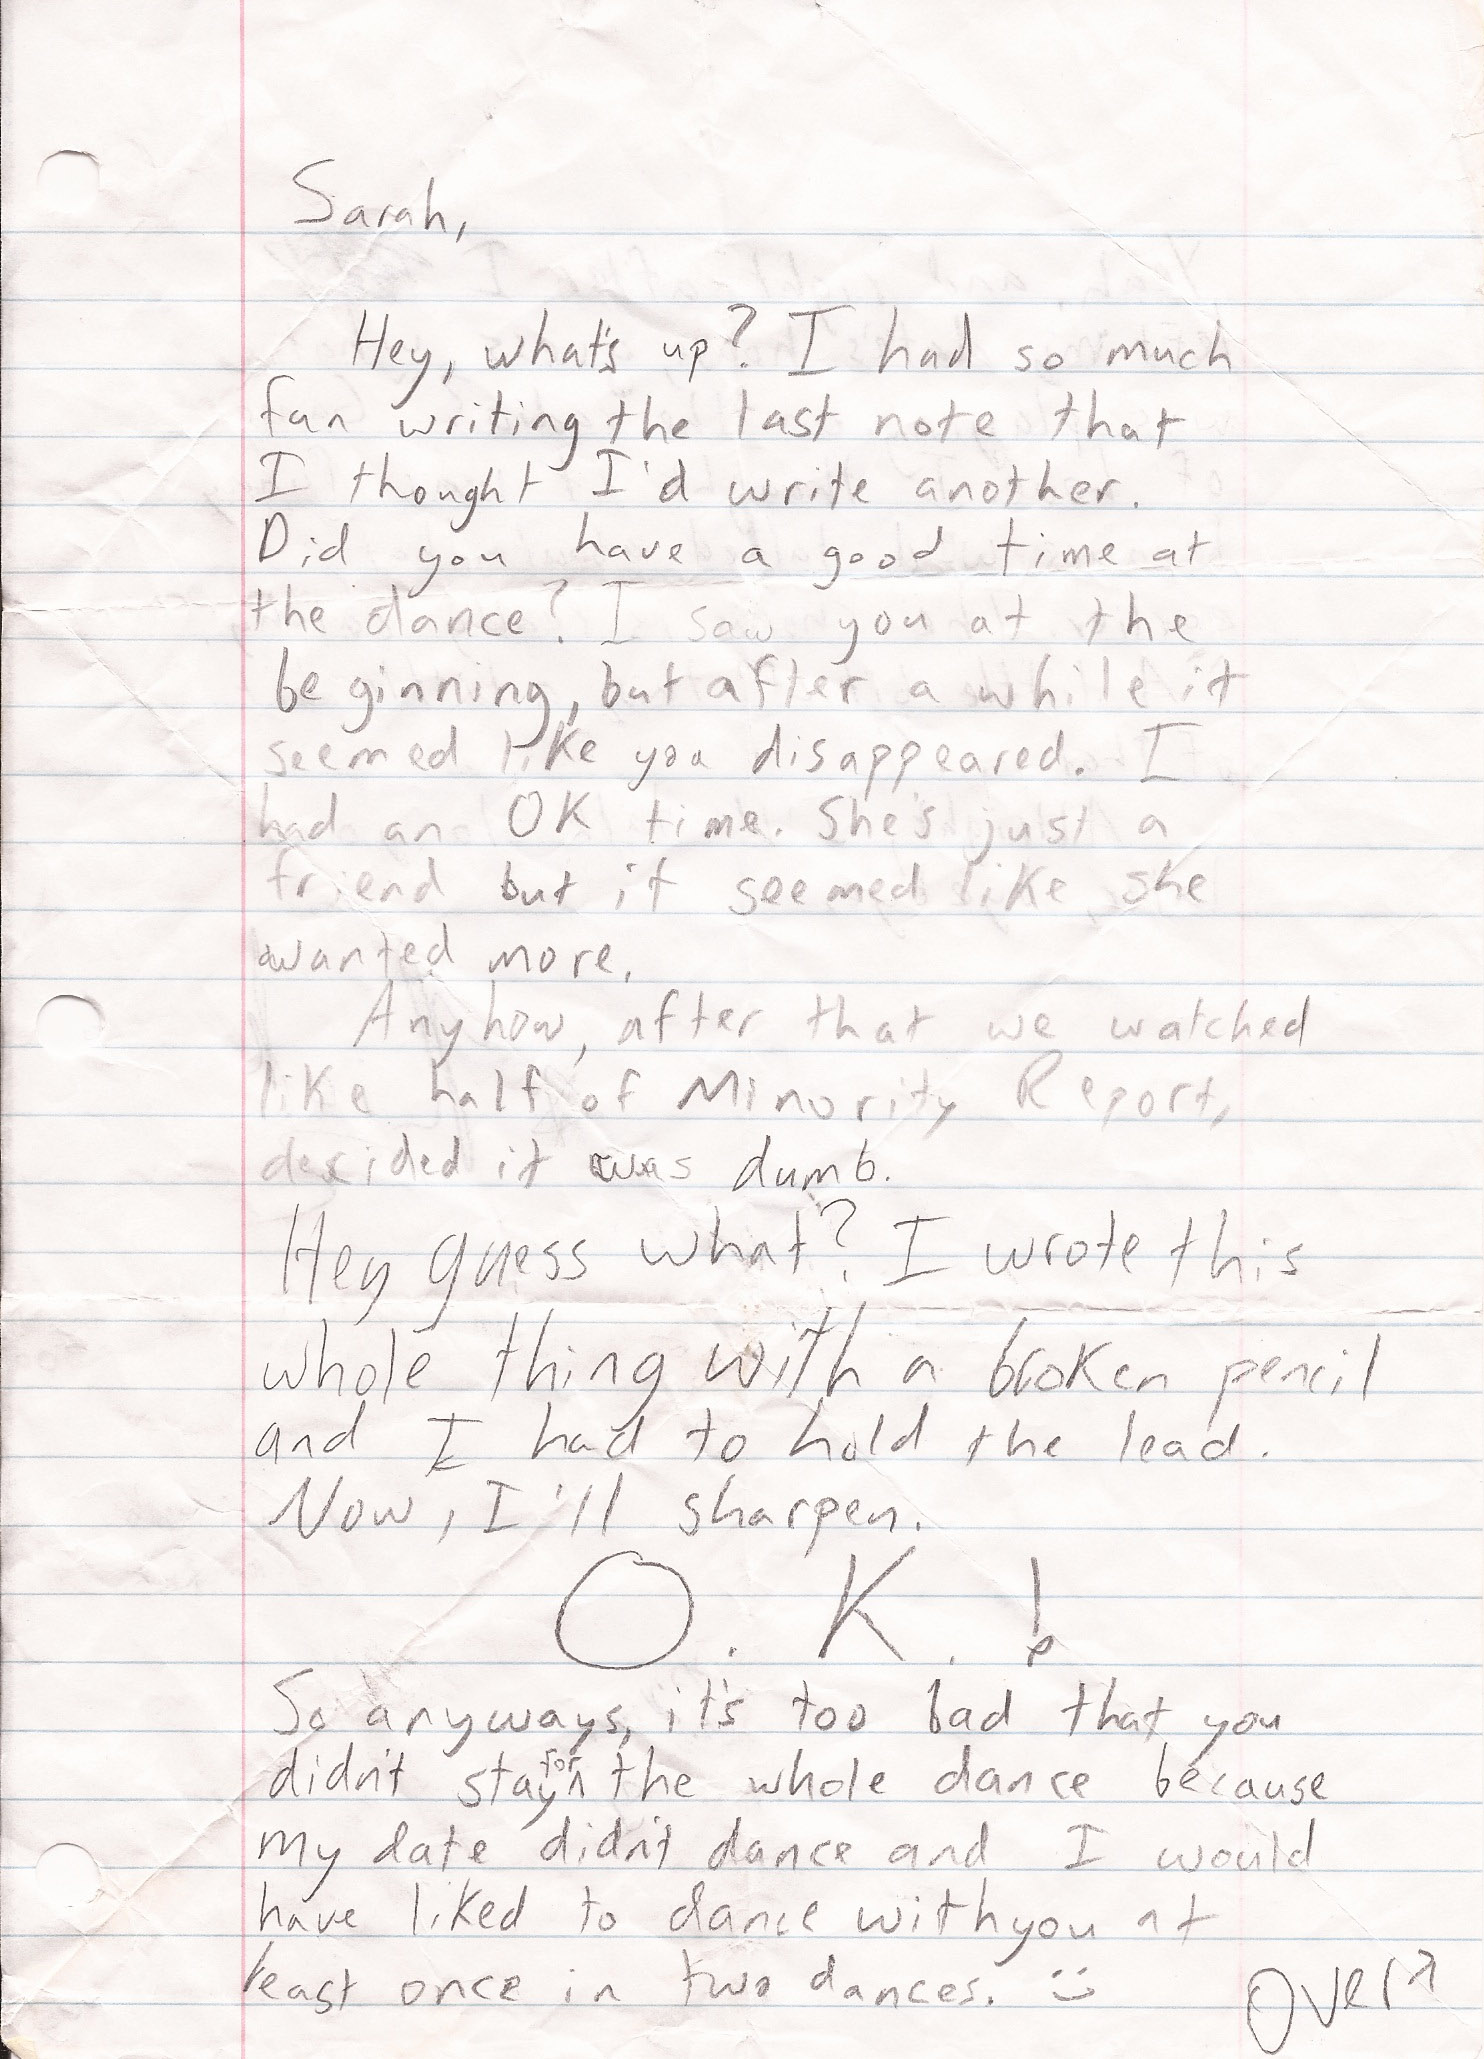 Sarah,
Hey, what's up? I had so much
fun writing the last note that
I thought I'd write another.
Did you have a good time at
the dance? I saw you at the
beginning, but after a while it
seemed like you disappeared. I
had an OK time. She's just a
friend but it seemed like she
wanted more.
Anyhow, after that we watched
like half of Minority Report,
decided it was dumb.
Hey guess what? I wrote this
whole thing with a broken pencil
and I had to hold the lead.
Now, I'll sharpen.
O.K.!
So anyways, it's too bad that you
didn't stay for the whole dance because
my date didn't dance and I would
have liked to dance with you at
least once in two dances. :)
Over